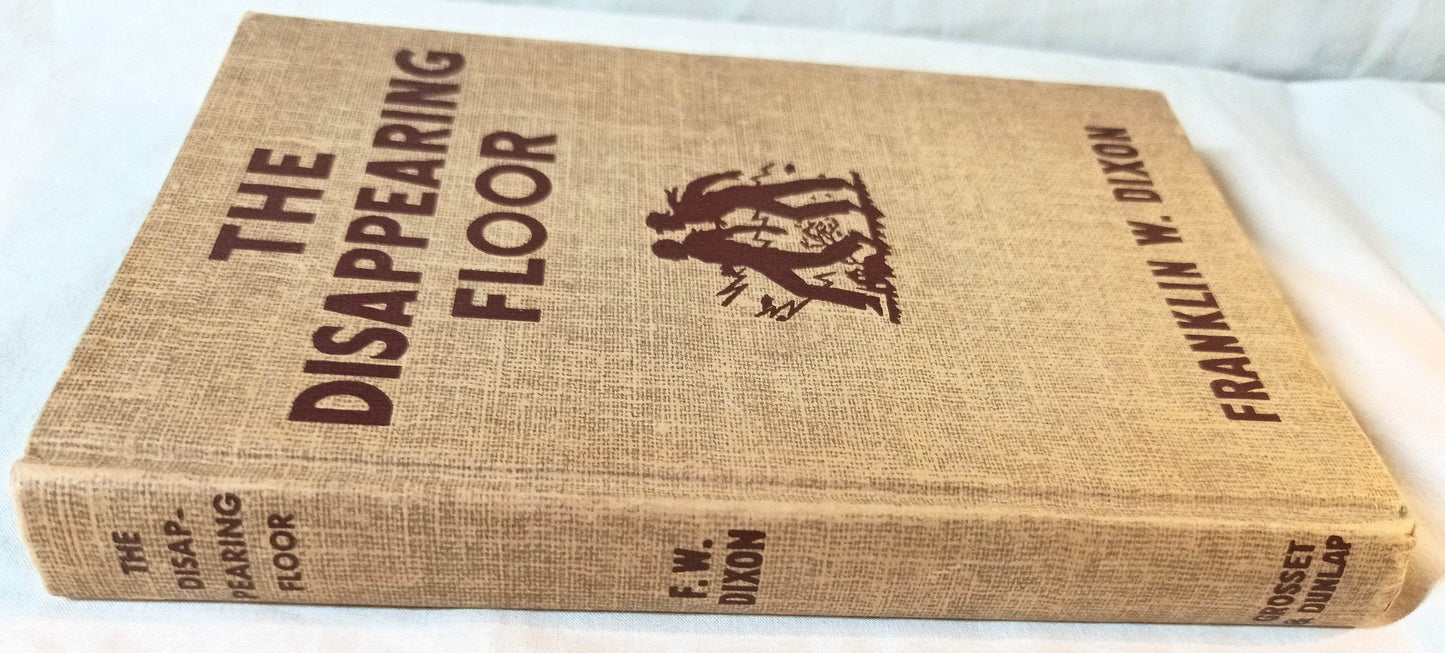 THE
DISAPPEARING
FLOOR
FRANKLIN W. DIXON
THE
DISAP-
PEARING
FLOOR
F. W.
DIXON
GROSSET
& DUNLAP